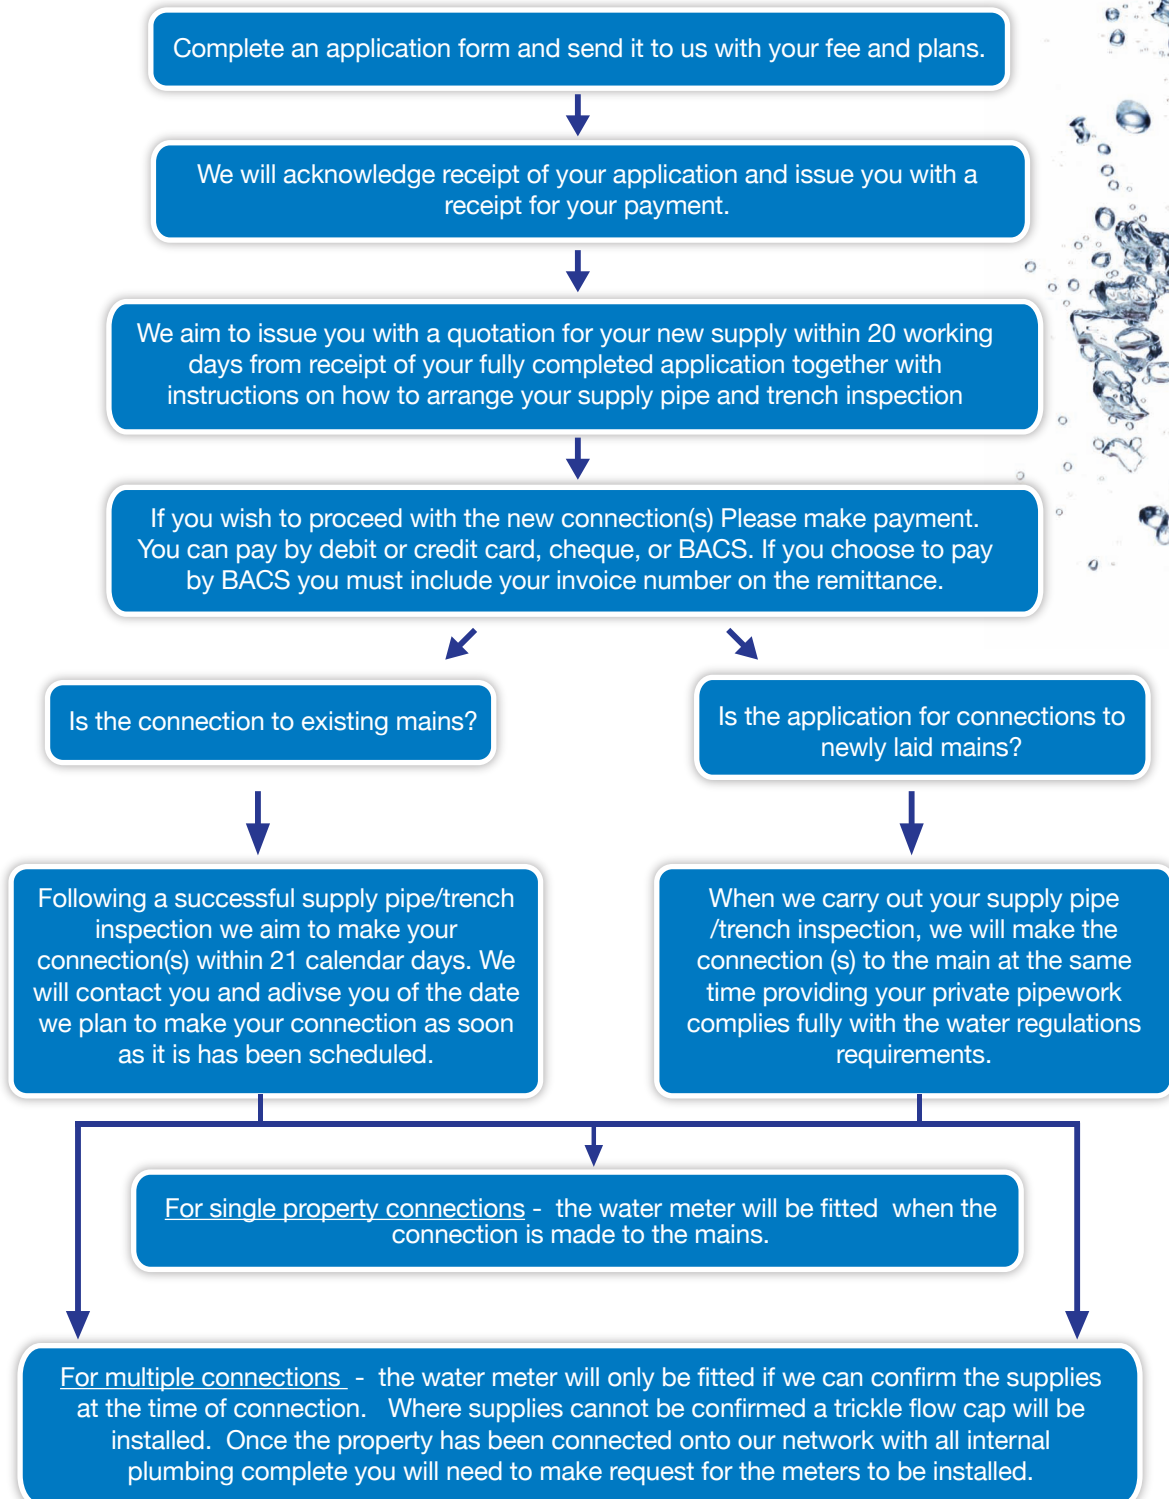 Complete an application form and send it to us with your fee and plans.
We will acknowledge receipt of your application and issue you with a
receipt for your payment.
We aim to issue you with a quotation for your new supply within 20 working
days from receipt of your fully completed application together with
instructions on how to arrange your supply pipe and trench inspection
If you wish to proceed with the new connection(s) Please make payment.
You can pay by debit or credit card, cheque, or BACS. If you choose to pay
by BACS you must include your invoice number on the remittance.
Is the connection to existing mains?
Is the application for connections to
newly laid mains?
Following a successful supply pipe/trench
inspection we aim to make your
connection(s) within 21 calendar days. We
will contact you and adivse you of the date
we plan to make your connection as soon
as it is has been scheduled.
When we carry out your supply pipe
/trench inspection, we will make the
connection (s) to the main at the same
time providing your private pipework
complies fully with the water regulations
requirements.
For single property connections - the water meter will be fitted when the
connection is made to the mains.
For multiple connections - the water meter will only be fitted if we can confirm the supplies
at the time of connection. Where supplies cannot be confirmed a trickle flow cap will be
installed. Once the property has been connected onto our network with all internal
plumbing complete you will need to make request for the meters to be installed.